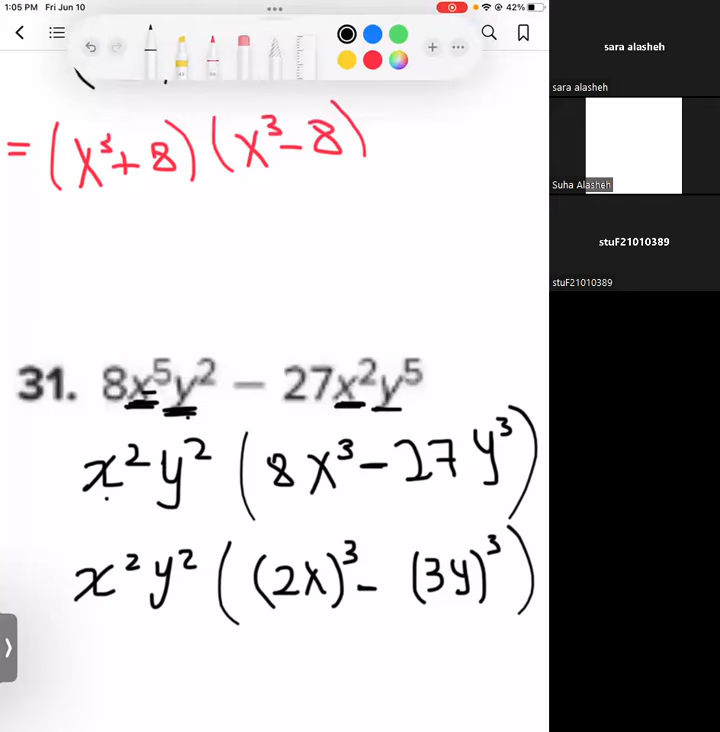 1:05 PM Fri Jun 10 42%
sara alasheh
sara alasheh
= (x³+8)(x³-8)
Suha Alasheh
stuF21010389
stuF21010389
31. 8x⁵y² − 27x²y⁵
x²y² (8x³-27y³)
x²y² ((2x)³- (3y)³)